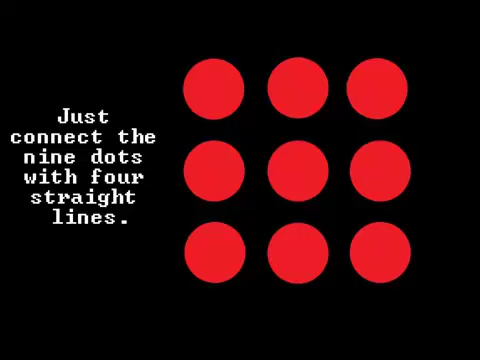 Just
connect the
nine dots
with four
straight
lines.